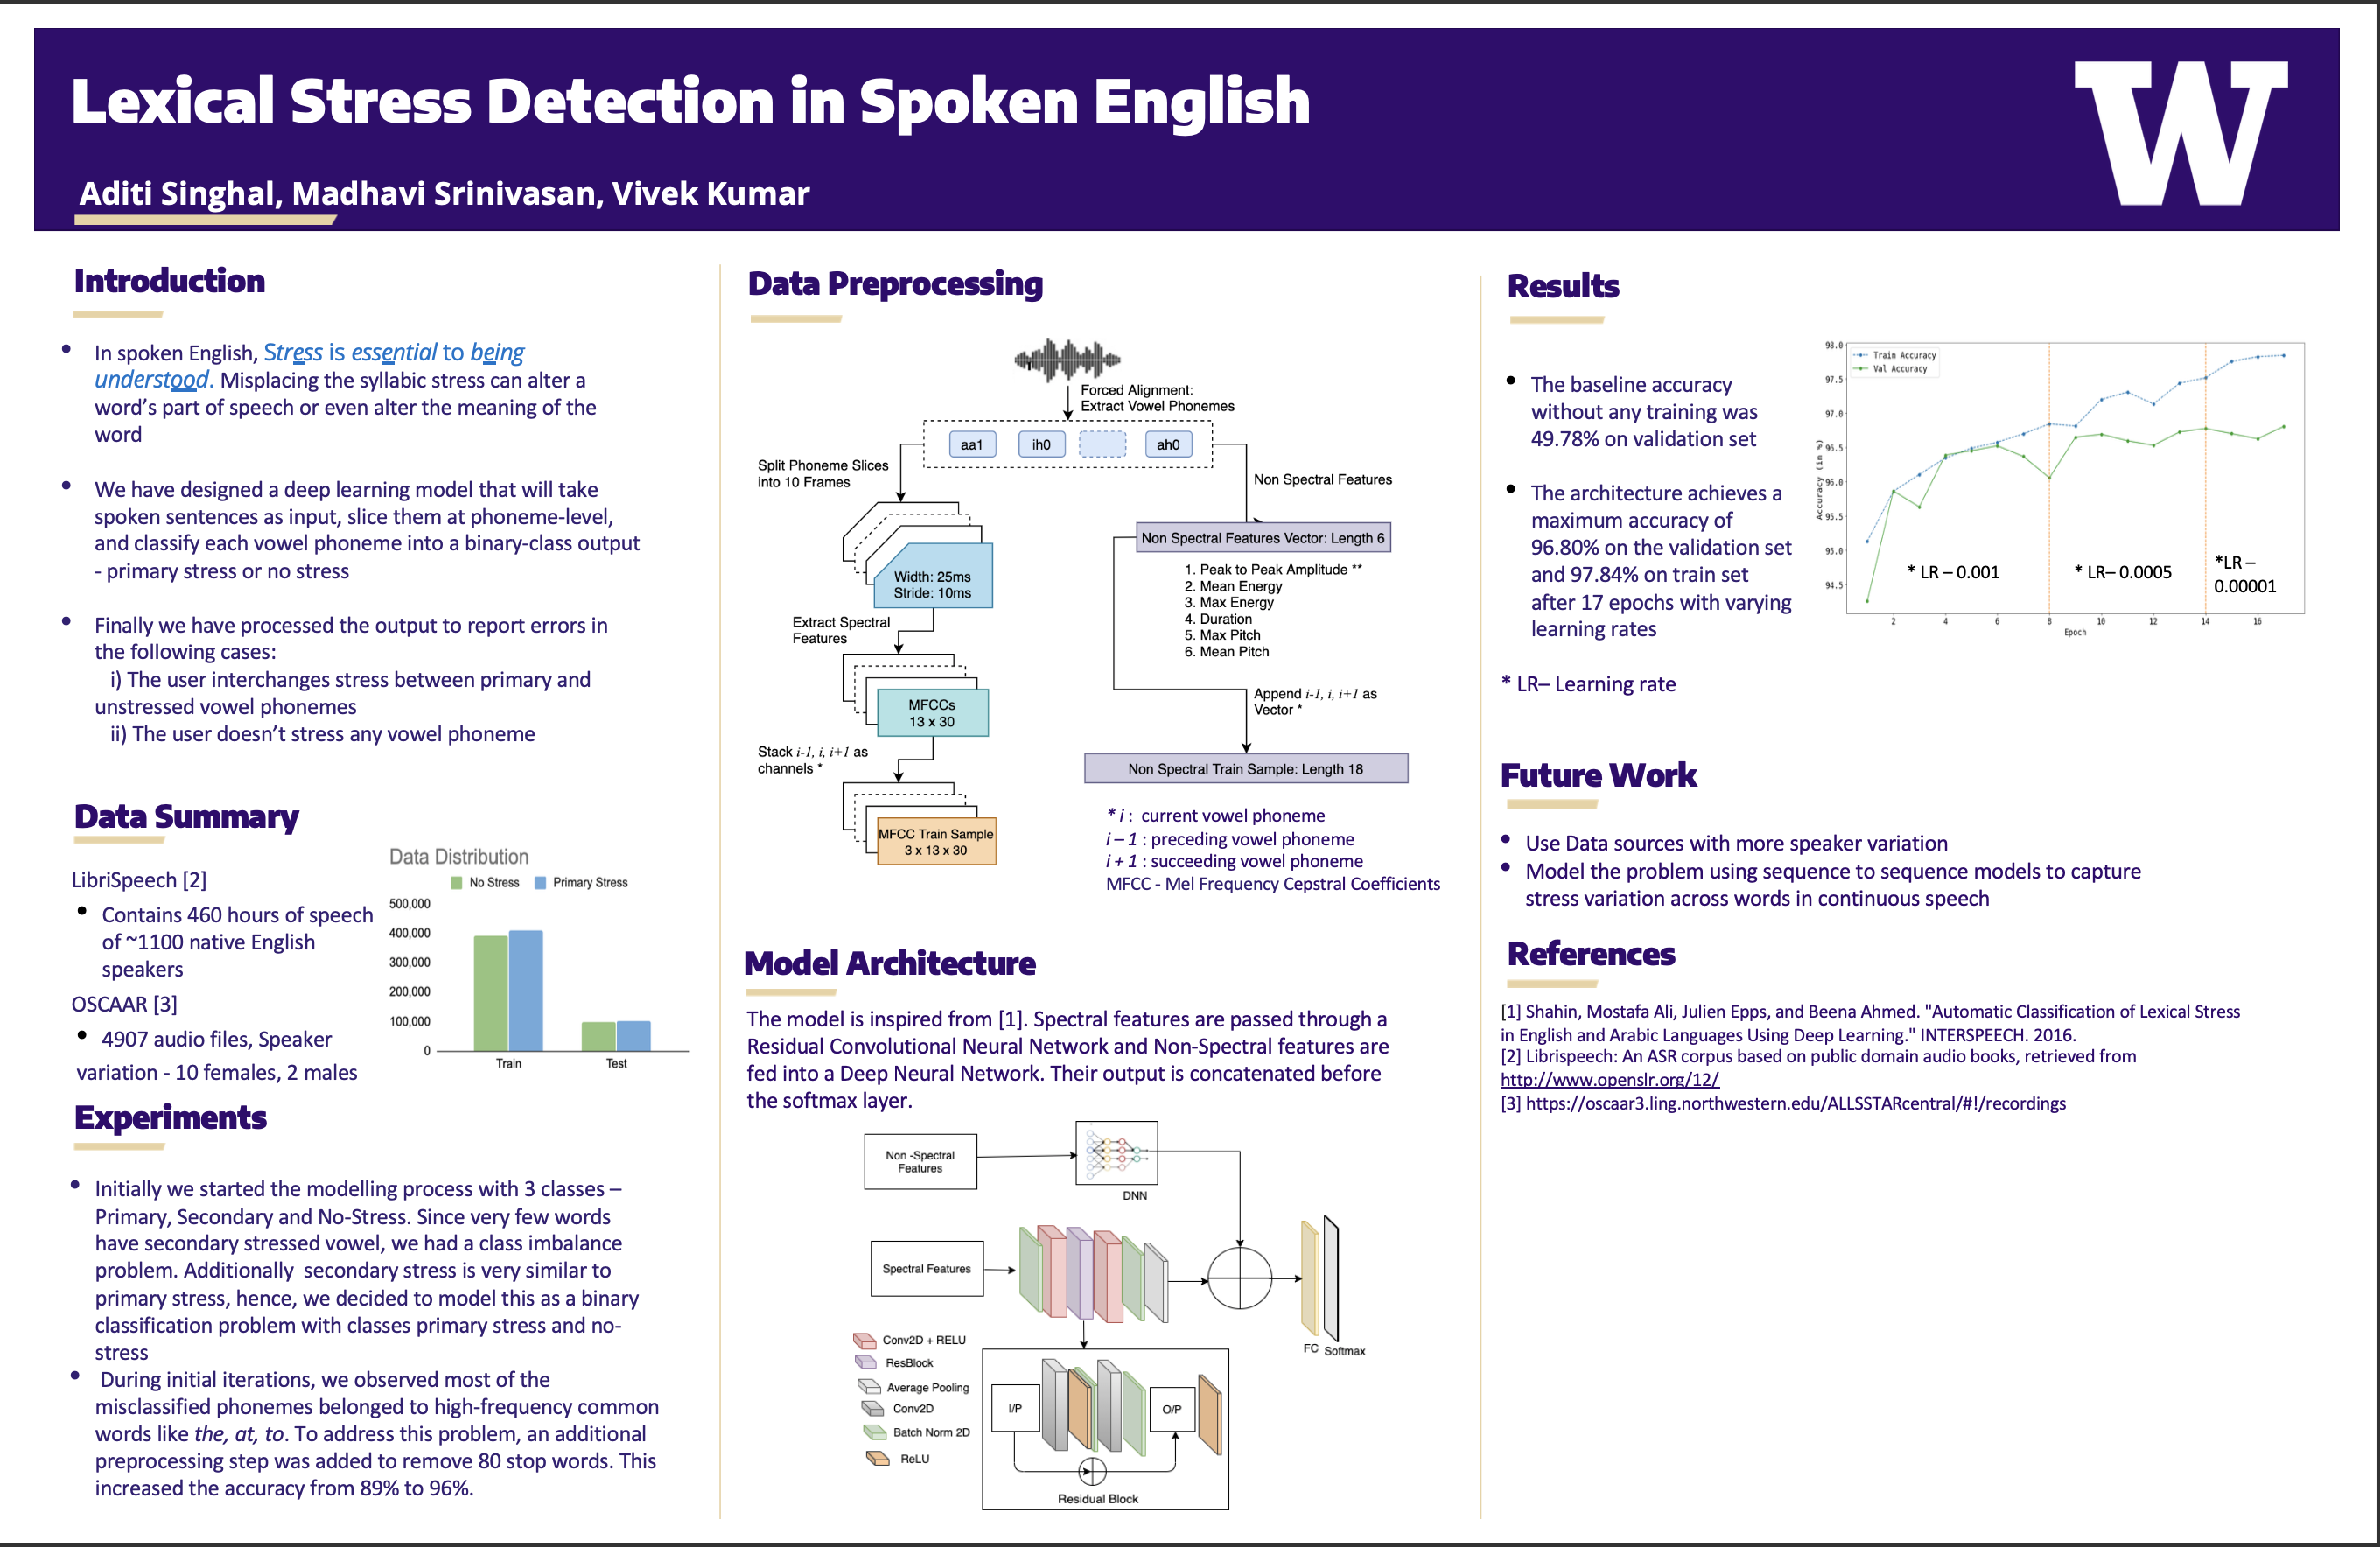 Lexical Stress Detection in Spoken English
W
Aditi Singhal, Madhavi Srinivasan, Vivek Kumar
Introduction
• In spoken English, Stress is essential to being
understood. Misplacing the syllabic stress can alter a
word's part of speech or even alter the meaning of the
word
• We have designed a deep learning model that will take
spoken sentences as input, slice them at phoneme-level,
and classify each vowel phoneme into a binary-class output
- primary stress or no stress
• Finally we have processed the output to report errors in
the following cases:
i) The user interchanges stress between primary and
unstressed vowel phonemes
ii) The user doesn't stress any vowel phoneme
Data Summary
LibriSpeech [2]
• Contains 460 hours of speech
of ~1100 native English
speakers
OSCAAR [3]
• 4907 audio files, Speaker
variation - 10 females, 2 males
Data Distribution
No Stress Primary Stress
500,000
400,000
300,000
200,000
100,000
0
Train Test
Experiments
• Initially we started the modelling process with 3 classes –
Primary, Secondary and No-Stress. Since very few words
have secondary stressed vowel, we had a class imbalance
problem. Additionally secondary stress is very similar to
primary stress, hence, we decided to model this as a binary
classification problem with classes primary stress and no-
stress
• During initial iterations, we observed most of the
misclassified phonemes belonged to high-frequency common
words like the, at, to. To address this problem, an additional
preprocessing step was added to remove 80 stop words. This
increased the accuracy from 89% to 96%.
Data Preprocessing
Forced Alignment:
Extract Vowel Phonemes
aa1 ih0 ah0
Split Phoneme Slices
into 10 Frames
Non Spectral Features
Width: 25ms
Stride: 10ms
Non Spectral Features Vector: Length 6
1. Peak to Peak Amplitude **
2. Mean Energy
3. Max Energy
4. Duration
5. Max Pitch
6. Mean Pitch
Extract Spectral
Features
MFCCs
13 x 30
Append i-1, i, i+1 as
Vector *
Stack i-1, i, i+1 as
channels *
Non Spectral Train Sample: Length 18
MFCC Train Sample
3 x 13 x 30
* i : current vowel phoneme
i – 1 : preceding vowel phoneme
i + 1 : succeeding vowel phoneme
MFCC - Mel Frequency Cepstral Coefficients
Model Architecture
The model is inspired from [1]. Spectral features are passed through a
Residual Convolutional Neural Network and Non-Spectral features are
fed into a Deep Neural Network. Their output is concatenated before
the softmax layer.
Non -Spectral
Features
DNN
Spectral Features
FC Softmax
Conv2D + RELU
ResBlock
Average Pooling
Conv2D
Batch Norm 2D
ReLU
I/P
O/P
Residual Block
Results
• The baseline accuracy
without any training was
49.78% on validation set
• The architecture achieves a
maximum accuracy of
96.80% on the validation set
and 97.84% on train set
after 17 epochs with varying
learning rates
* LR– Learning rate
Train Accuracy
Val Accuracy
Accuracy (in %)
98.0
97.5
97.0
96.5
96.0
95.5
95.0
94.5
* LR – 0.001
* LR– 0.0005
*LR –
0.00001
2 4 6 8 10 12 14 16
Epoch
Future Work
• Use Data sources with more speaker variation
• Model the problem using sequence to sequence models to capture
stress variation across words in continuous speech
References
[1] Shahin, Mostafa Ali, Julien Epps, and Beena Ahmed. "Automatic Classification of Lexical Stress
in English and Arabic Languages Using Deep Learning." INTERSPEECH. 2016.
[2] Librispeech: An ASR corpus based on public domain audio books, retrieved from
http://www.openslr.org/12/
[3] https://oscaar3.ling.northwestern.edu/ALLSSTARcentral/#!/recordings